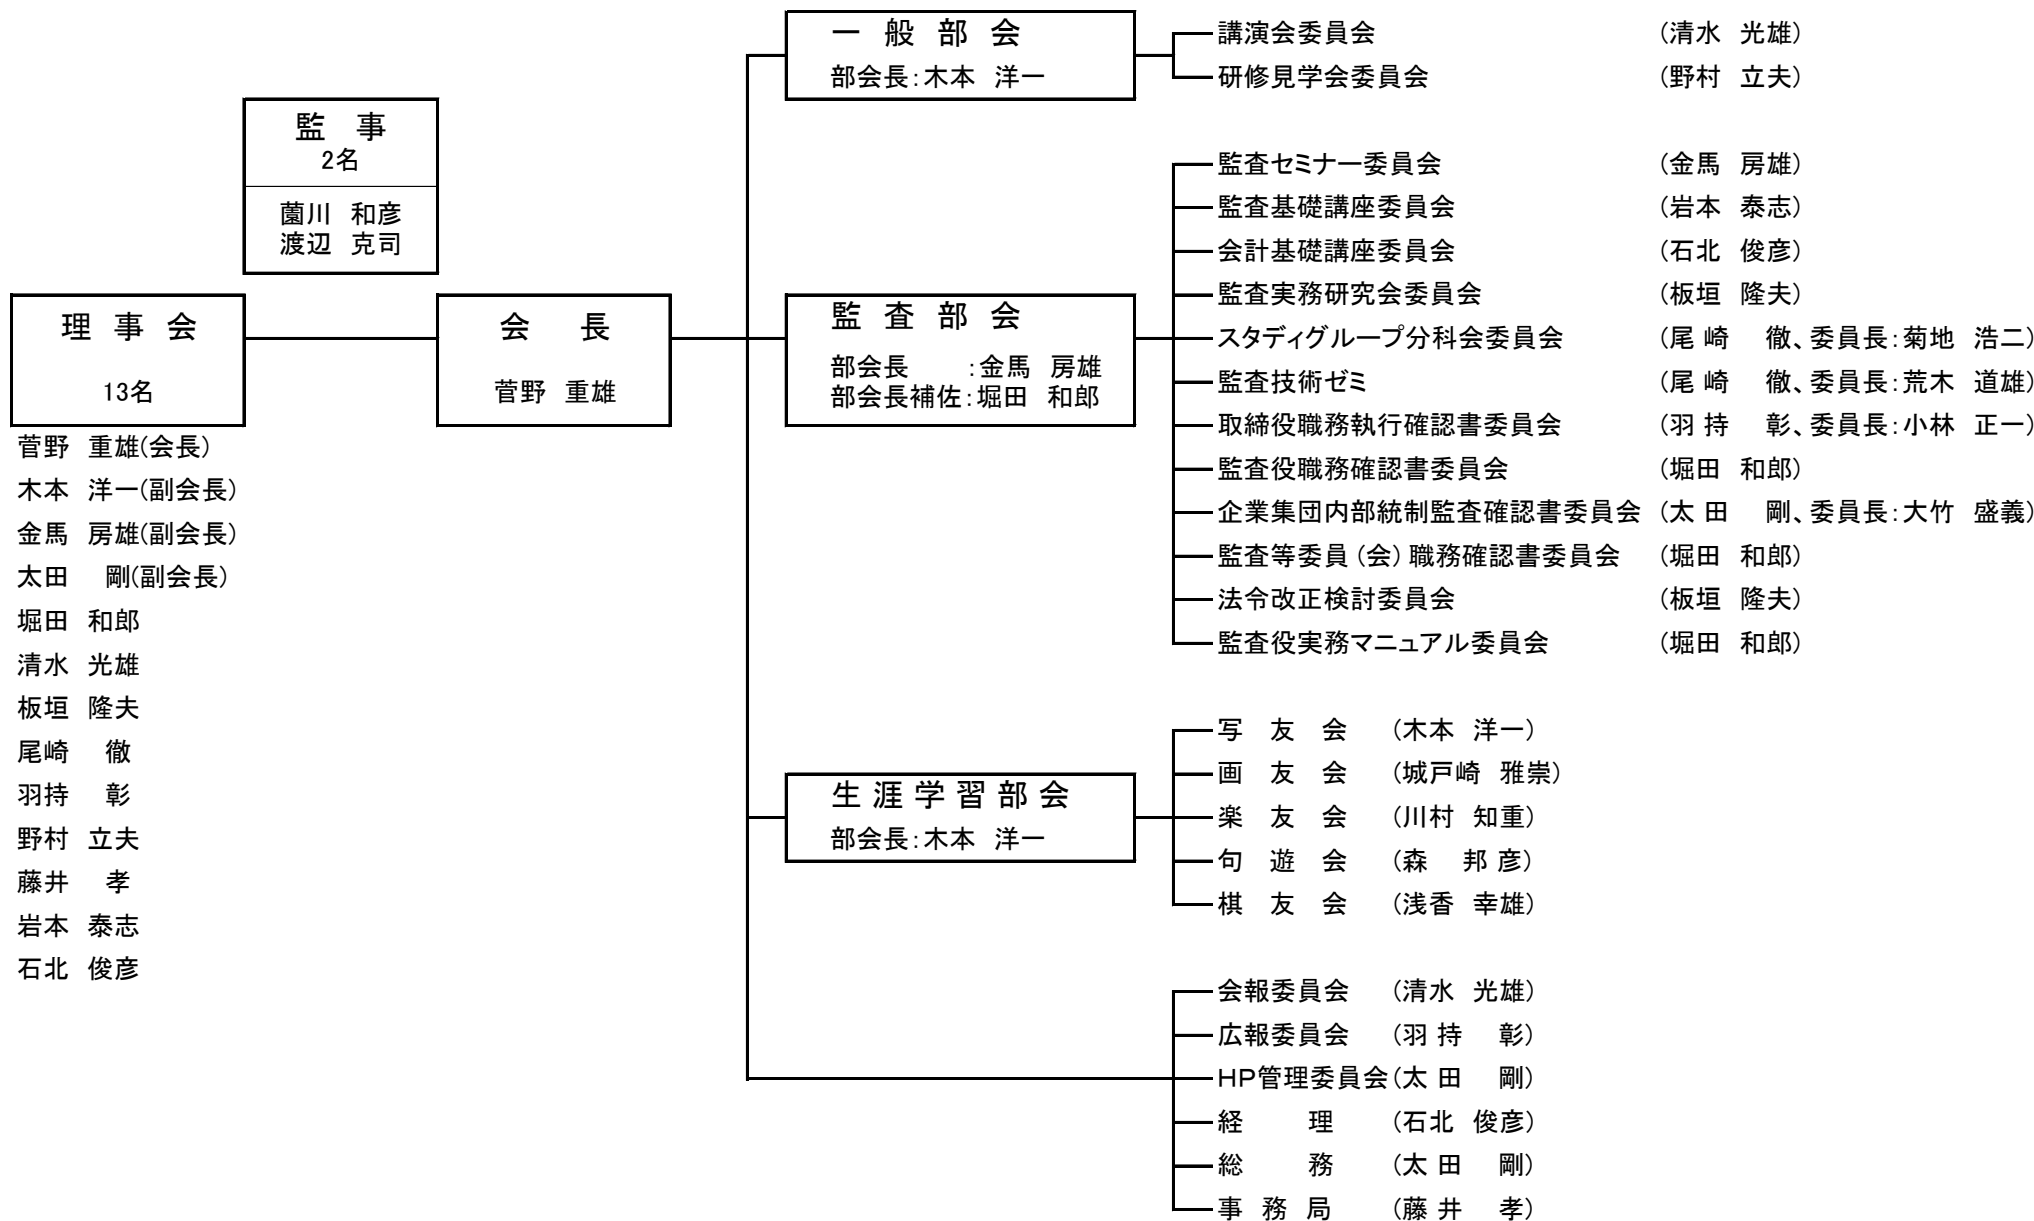 一般部会
部会長：木本 洋一
講演会委員会 (清水 光雄)
研修見学会委員会 (野村 立夫)
監事
2名
薗川 和彦
渡辺 克司
理事会
13名
菅野 重雄(会長)
木本 洋一(副会長)
金馬 房雄(副会長)
太田 剛(副会長)
堀田 和郎
清水 光雄
板垣 隆夫
尾崎 徹
羽持 彰
野村 立夫
藤井 孝
岩本 泰志
石北 俊彦
会長
菅野 重雄
監査部会
部会長 ：金馬 房雄
部会長補佐：堀田 和郎
監査セミナー委員会 (金馬 房雄)
監査基礎講座委員会 (岩本 泰志)
会計基礎講座委員会 (石北 俊彦)
監査実務研究会委員会 (板垣 隆夫)
スタディグループ分科会委員会 (尾崎 徹、委員長：菊地 浩二)
監査技術ゼミ (尾崎 徹、委員長：荒木 道雄)
取締役職務執行確認書委員会 (羽持 彰、委員長：小林 正一)
監査役職務確認書委員会 (堀田 和郎)
企業集団内部統制監査確認書委員会 (太田 剛、委員長：大竹 盛義)
監査等委員(会)職務確認書委員会 (堀田 和郎)
法令改正検討委員会 (板垣 隆夫)
監査役実務マニュアル委員会 (堀田 和郎)
生涯学習部会
部会長：木本 洋一
写友会 (木本 洋一)
画友会 (城戸崎 雅崇)
楽友会 (川村 知重)
句遊会 (森 邦彦)
棋友会 (浅香 幸雄)
会報委員会 (清水 光雄)
広報委員会 (羽持 彰)
HP管理委員会(太田 剛)
経理 (石北 俊彦)
総務 (太田 剛)
事務局 (藤井 孝)